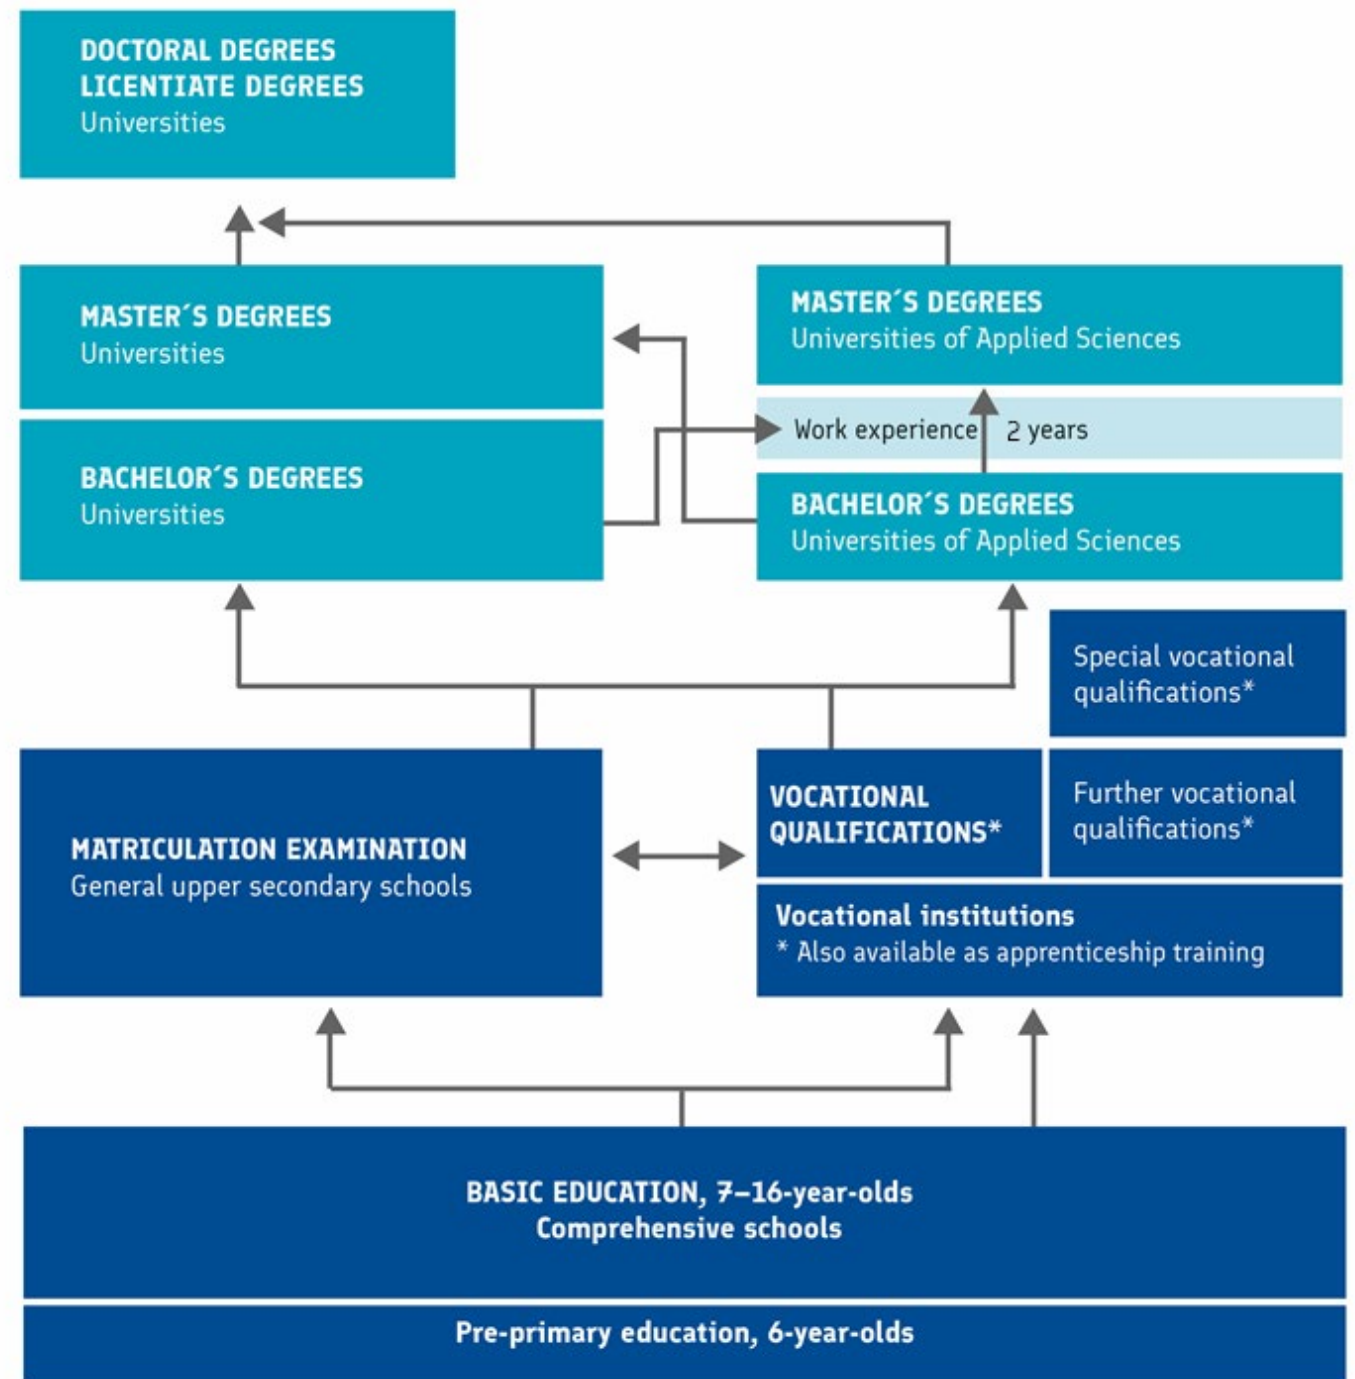 DOCTORAL DEGREES
LICENTIATE DEGREES
Universities
MASTER´S DEGREES
Universities
MASTER´S DEGREES
Universities of Applied Sciences
Work experience 2 years
BACHELOR´S DEGREES
Universities
BACHELOR´S DEGREES
Universities of Applied Sciences
Special vocational
qualifications*
MATRICULATION EXAMINATION
General upper secondary schools
VOCATIONAL
QUALIFICATIONS*
Further vocational
qualifications*
Vocational institutions
* Also available as apprenticeship training
BASIC EDUCATION, 7–16-year-olds
Comprehensive schools
Pre-primary education, 6-year-olds